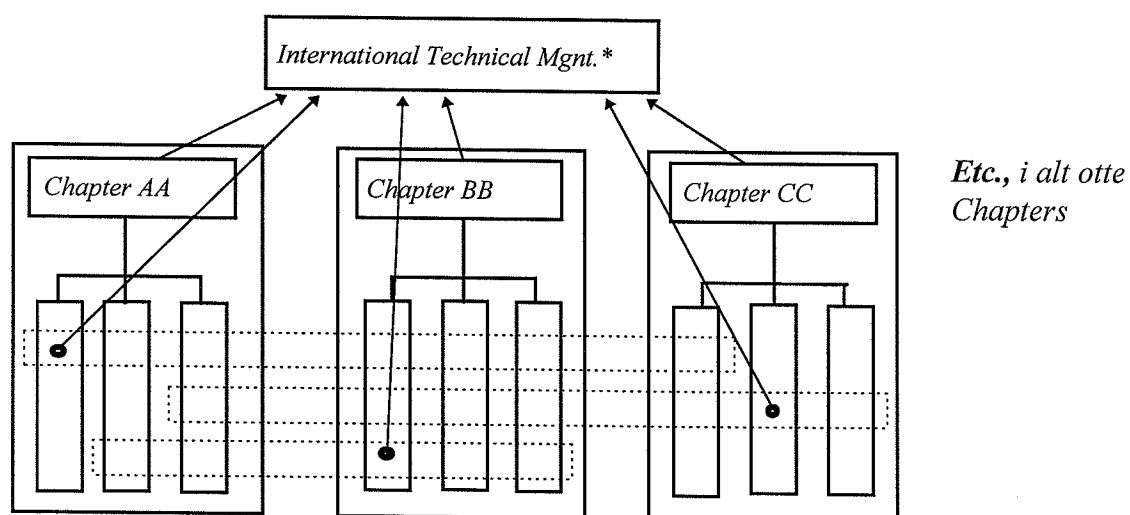 International Technical Mgnt.*
Chapter AA
Chapter BB
Chapter CC
Etc., i alt otte
Chapters